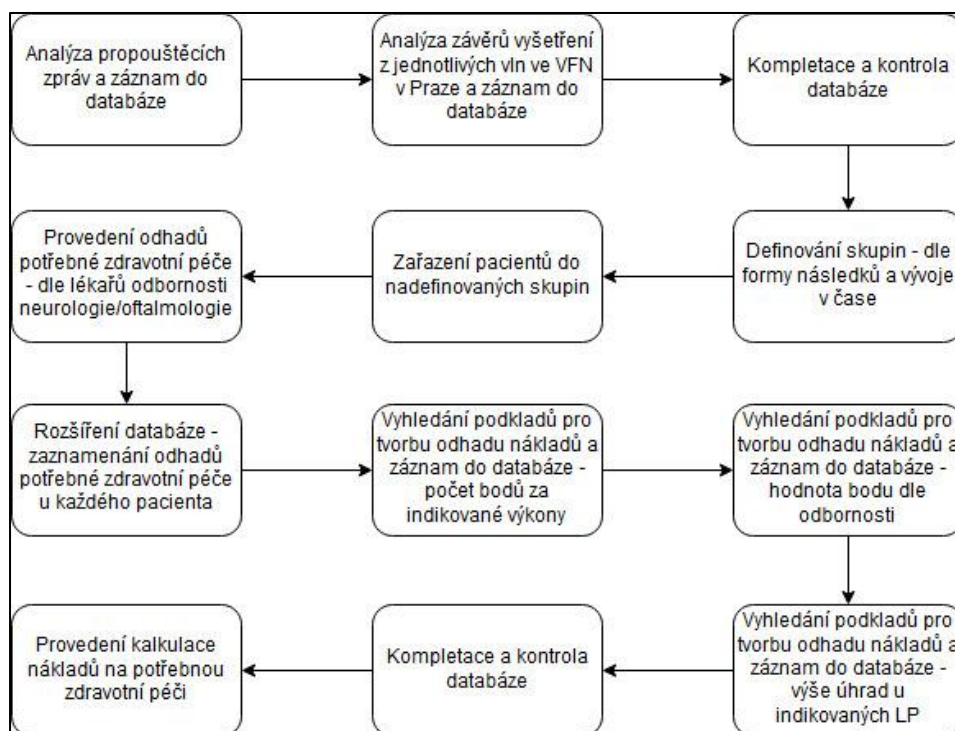 Analýza propouštěcích
zpráv a záznam do
databáze
Analýza závěrů vyšetření
z jednotlivých vln ve VFN
v Praze a záznam do
databáze
Kompletace a kontrola
databáze
Definování skupin - dle
formy následků a vývoje
v čase
Zařazení pacientů do
nadefinovaných skupin
Provedení odhadů
potřebné zdravotní péče
- dle lékařů odbornosti
neurologie/oftalmologie
Rozšíření databáze -
zaznamenání odhadů
potřebné zdravotní péče
u každého pacienta
Vyhledání podkladů pro
tvorbu odhadu nákladů a
záznam do databáze -
počet bodů za
indikované výkony
Vyhledání podkladů pro
tvorbu odhadu nákladů a
záznam do databáze -
hodnota bodu dle
odbornosti
Vyhledání podkladů pro
tvorbu odhadu nákladů a
záznam do databáze -
výše úhrad u
indikovaných LP
Kompletace a kontrola
databáze
Provedení kalkulace
nákladů na potřebnou
zdravotní péči